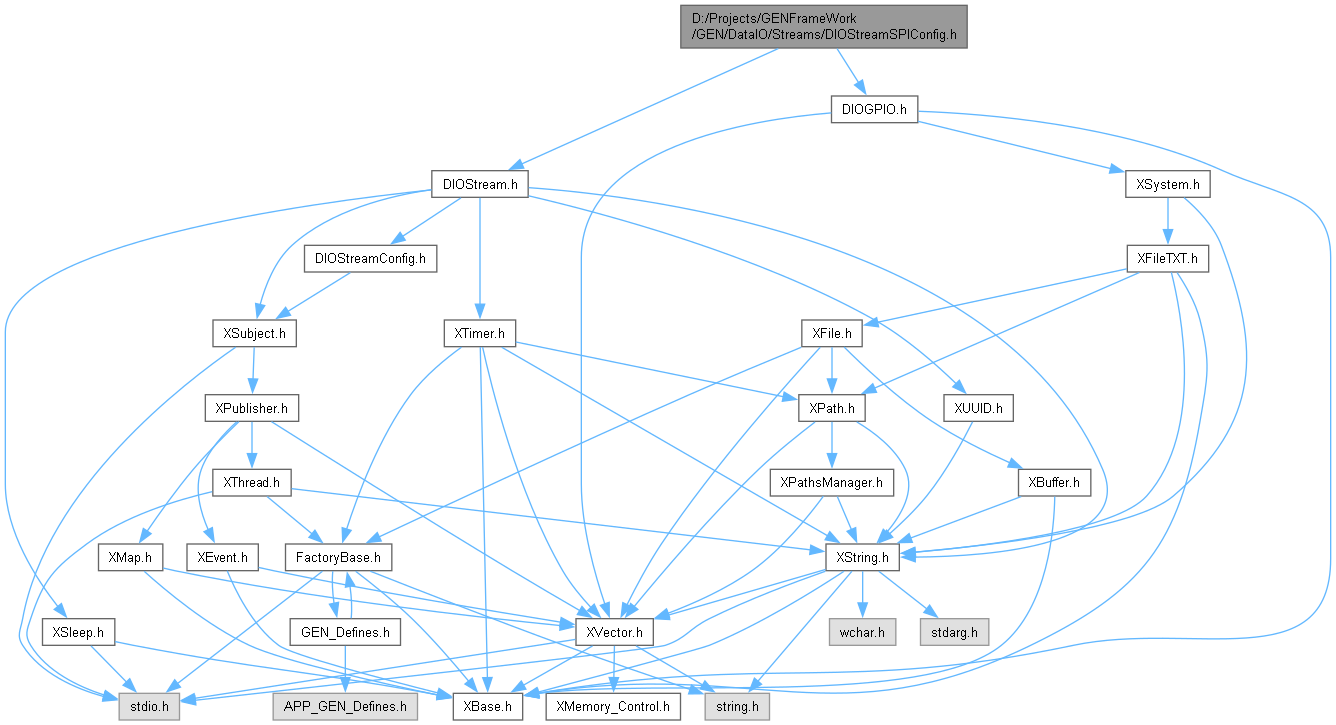 D:/Projects/GENFrameWork
/GEN/DataIO/Streams/DIOStreamSPIConfig.h
DIOGPIO.h
DIOStream.h
XSystem.h
DIOStreamConfig.h
XFileTXT.h
XSubject.h
XTimer.h
XFile.h
XPublisher.h
XPath.h
XUUID.h
XThread.h
XPathsManager.h
XBuffer.h
XMap.h
XEvent.h
FactoryBase.h
XString.h
XSleep.h
GEN_Defines.h
XVector.h
wchar.h
stdarg.h
stdio.h
APP_GEN_Defines.h
XBase.h
XMemory_Control.h
string.h